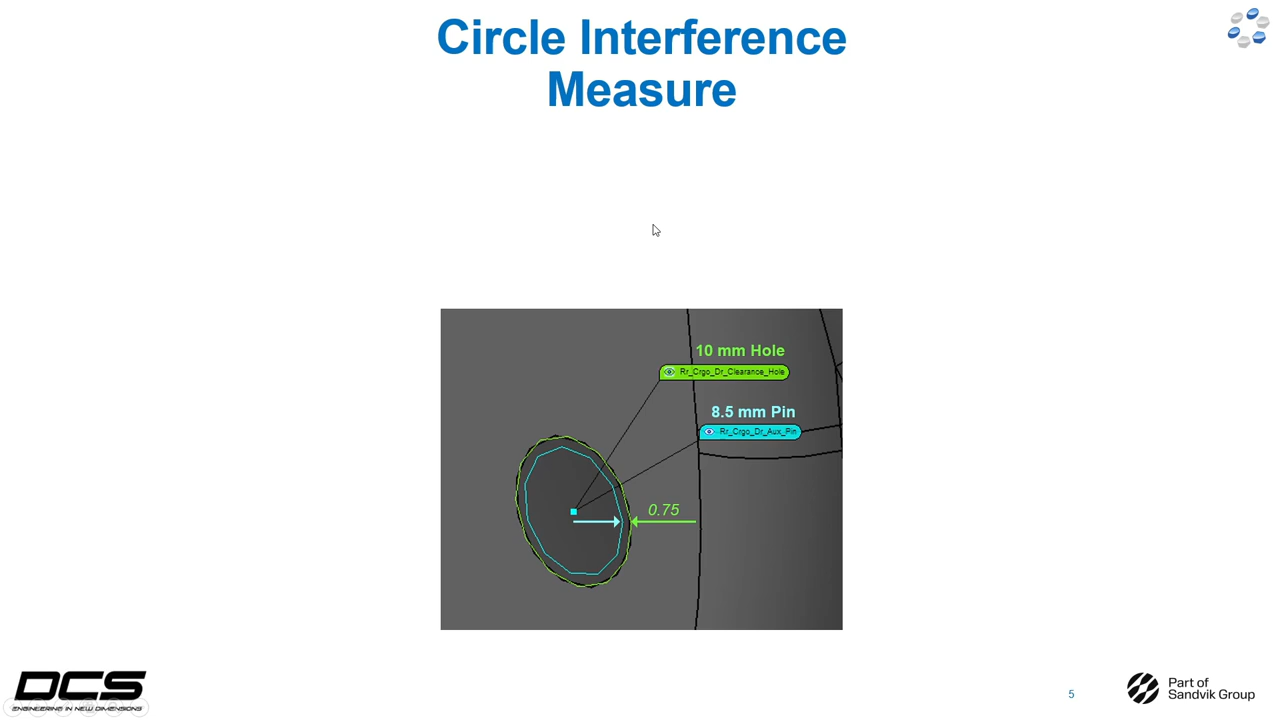 Circle Interference
Measure
10 mm Hole
Rr_Crgo_Dr_Clearance_Hole
8.5 mm Pin
Rr_Crgo_Dr_Aux_Pin
0.75
DCS
ENGINEERING IN NEW DIMENSIONS
5
Part of
Sandvik Group